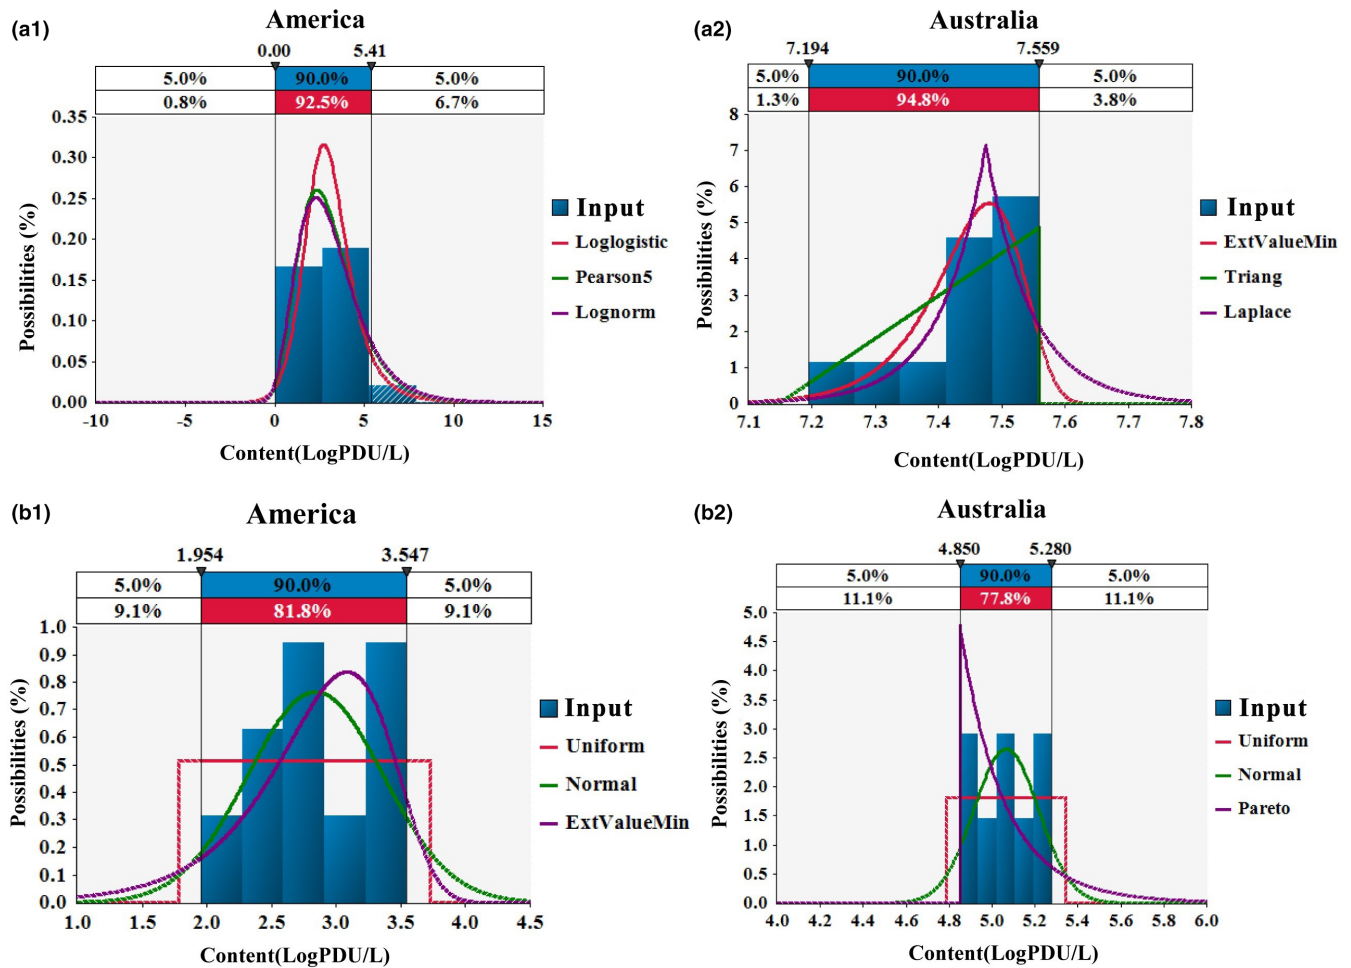 (a1)
America
0.00 5.41
5.0% 90.0% 5.0%
0.8% 92.5% 6.7%
0.35
0.30
0.25
0.20
0.15
0.10
0.05
0.00
Possibilities (%)
-10 -5 0 5 10 15
Content(LogPDU/L)
Input
Loglogistic
Pearson5
Lognorm
(a2)
Australia
7.194 7.559
5.0% 90.0% 5.0%
1.3% 94.8% 3.8%
8
7
6
5
4
3
2
1
0
Possibilities (%)
7.1 7.2 7.3 7.4 7.5 7.6 7.7 7.8
Content(LogPDU/L)
Input
ExtValueMin
Triang
Laplace
(b1)
America
1.954 3.547
5.0% 90.0% 5.0%
9.1% 81.8% 9.1%
1.0
0.9
0.8
0.7
0.6
0.5
0.4
0.3
0.2
0.1
0.0
Possibilities (%)
1.0 1.5 2.0 2.5 3.0 3.5 4.0 4.5
Content(LogPDU/L)
Input
Uniform
Normal
ExtValueMin
(b2)
Australia
4.850 5.280
5.0% 90.0% 5.0%
11.1% 77.8% 11.1%
5.0
4.5
4.0
3.5
3.0
2.5
2.0
1.5
1.0
0.5
0.0
Possibilities (%)
4.0 4.2 4.4 4.6 4.8 5.0 5.2 5.4 5.6 5.8 6.0
Content(LogPDU/L)
Input
Uniform
Normal
Pareto